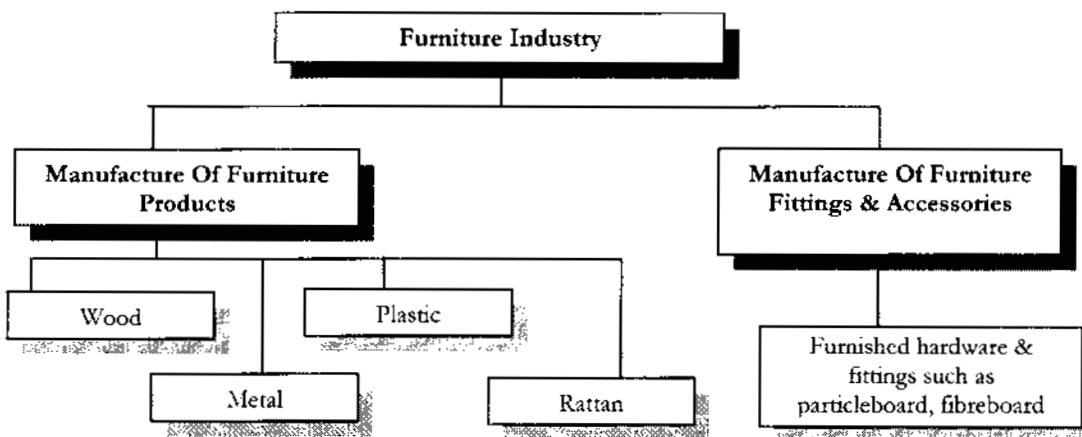 Furniture Industry
Manufacture Of Furniture
Products
Manufacture Of Furniture
Fittings & Accessories
Wood
Plastic
Metal
Rattan
Furnished hardware &
fittings such as
particleboard, fibreboard